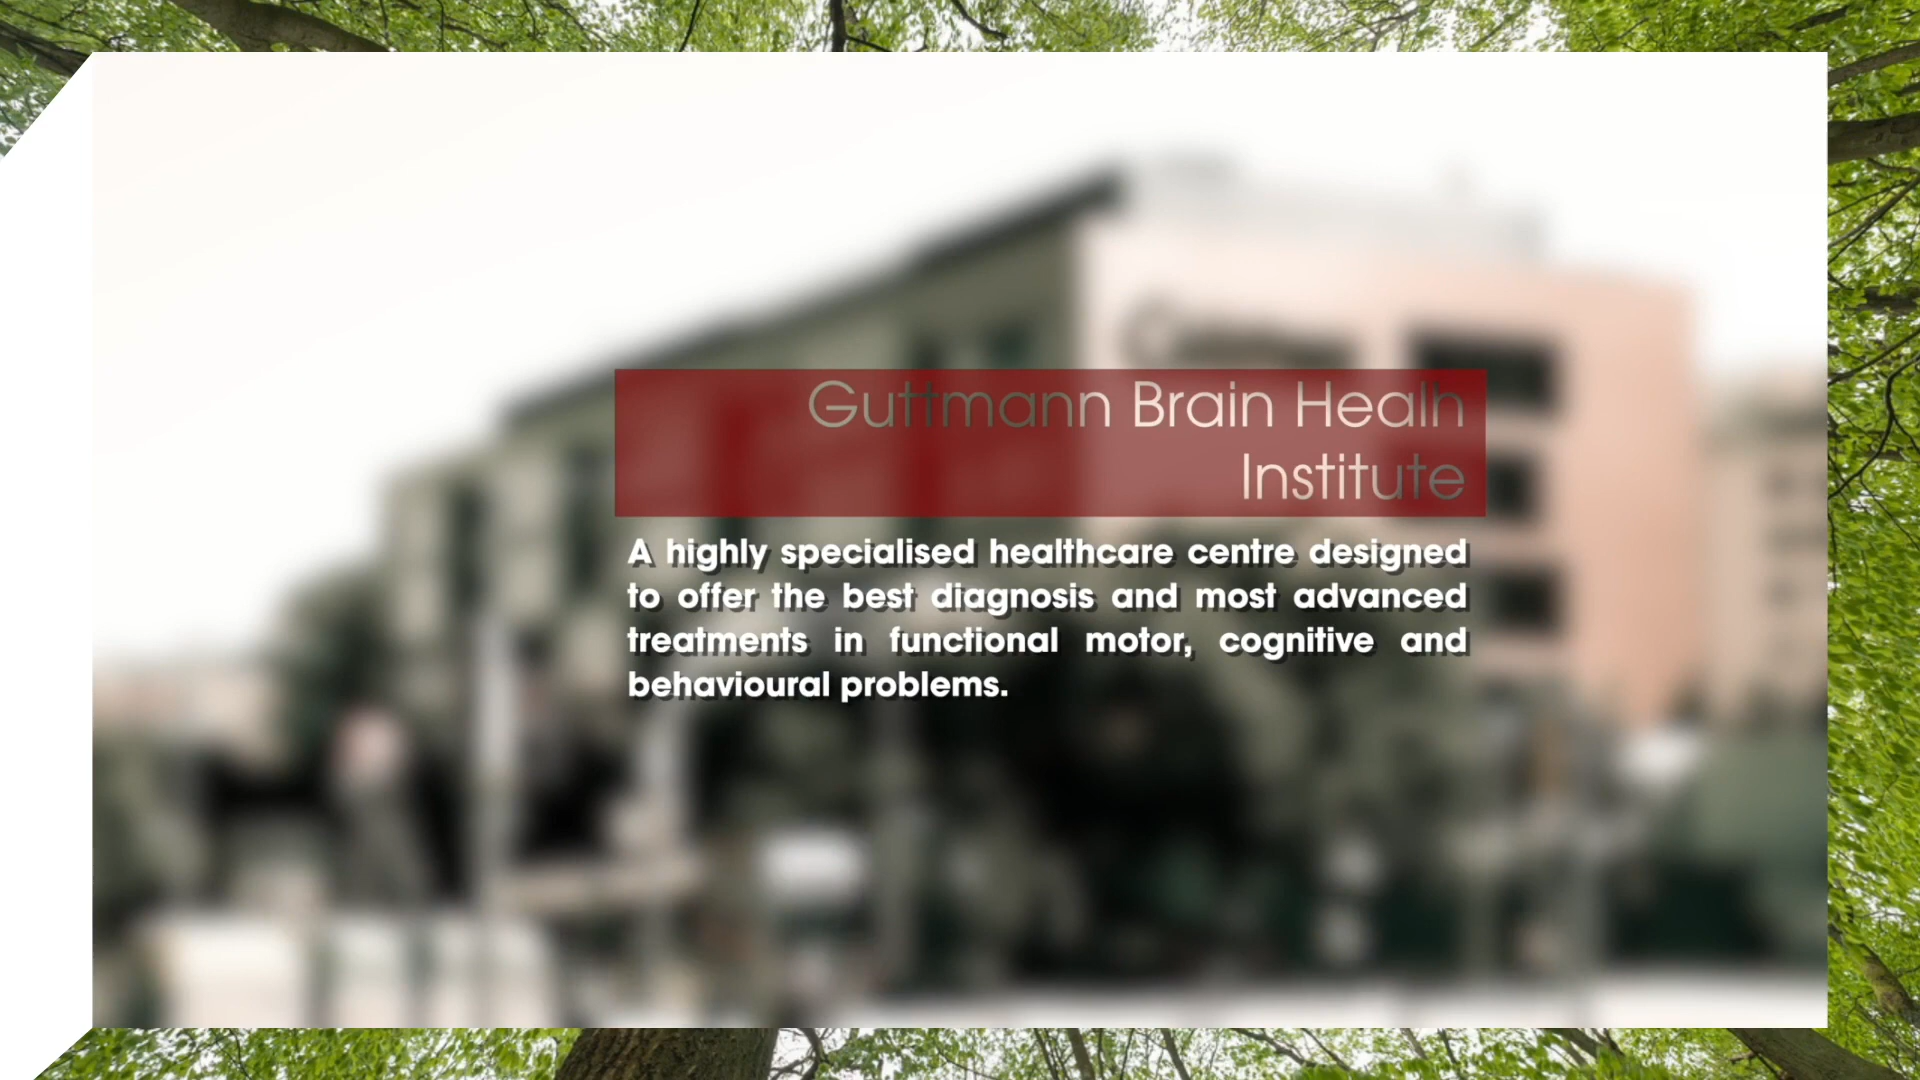 Guttmann Brain Healh
Institute
A highly specialised healthcare centre designed
to offer the best diagnosis and most advanced
treatments in functional motor, cognitive and
behavioural problems.